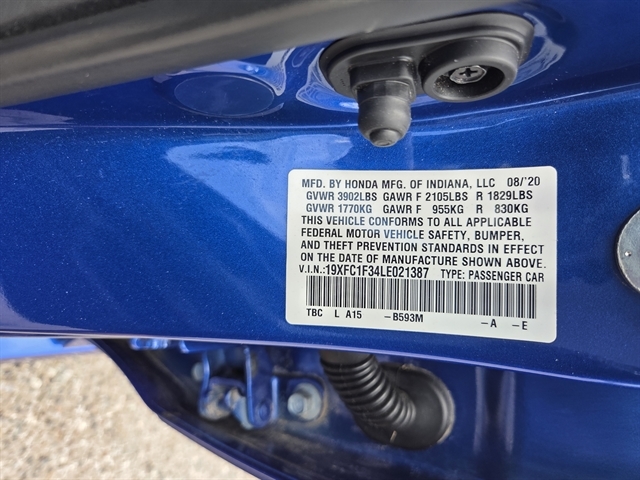 MFD. BY HONDA MFG. OF INDIANA, LLC 08/'20
GVWR 3902LBS GAWR F 2105LBS R 1829LBS
GVWR 1770KG GAWR F 955KG R 830KG
THIS VEHICLE CONFORMS TO ALL APPLICABLE
FEDERAL MOTOR VEHICLE SAFETY, BUMPER,
AND THEFT PREVENTION STANDARDS IN EFFECT
ON THE DATE OF MANUFACTURE SHOWN ABOVE.
V.I.N.:19XFC1F34LE021387 TYPE: PASSENGER CAR
TBC L A15 -B593M -A -E